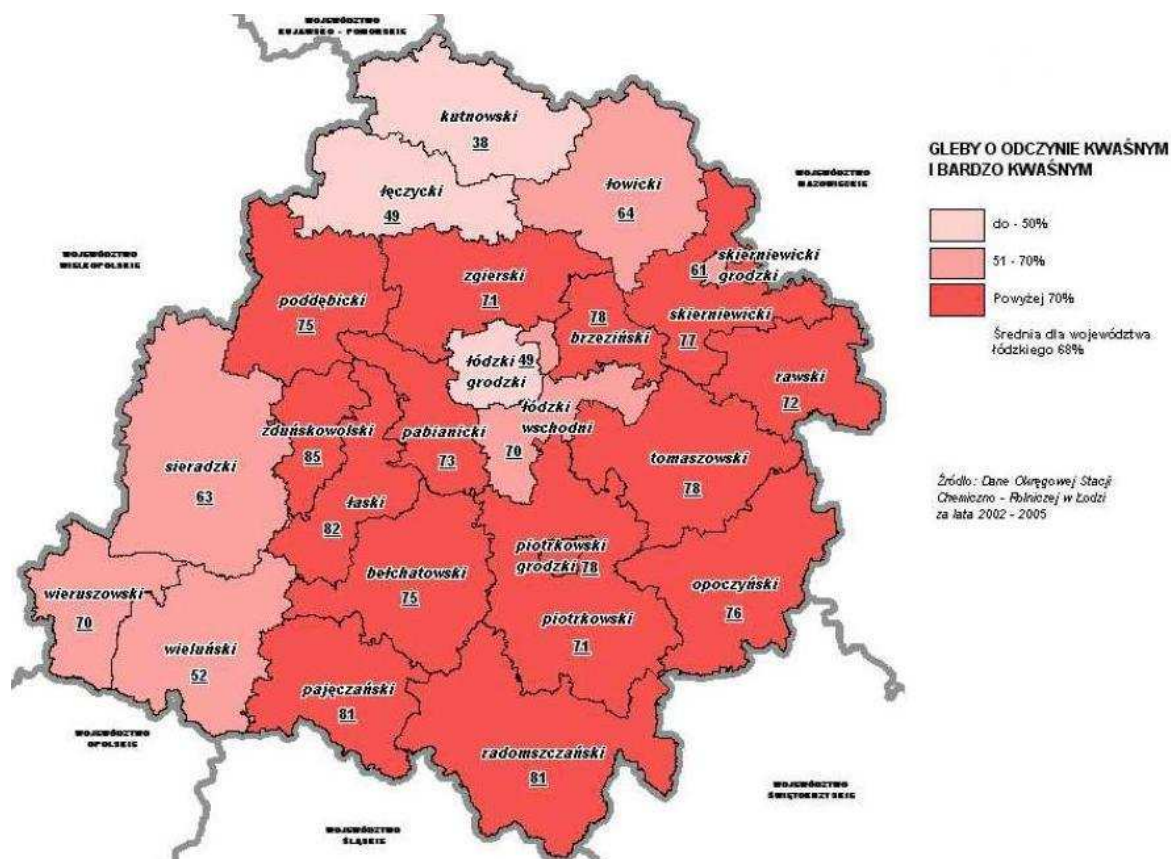 WOJEWÓDZTWO
KUJAWSKO - POMORSKIE
kutnowski
38
łęczycki
49
łowicki
64
WOJEWÓDZTWO
MAZOWIECKIE
WOJEWÓDZTWO
WIELKOPOLSKIE
GLEBY O ODCZYNIE KWAŚNYM
I BARDZO KWAŚNYM
do - 50%
51 - 70%
Powyżej 70%
Średnia dla województwa
łódzkiego 68%
poddębicki
75
zgierski
71
61
skierniewicki
grodzki
skierniewicki
77
78
brzeziński
łódzki 49
grodzki
łódzki
wschodni
70
rawski
72
zduńskowolski
85
pabianicki
73
sieradzki
63
łaski
82
tomaszowski
78
Źródło: Dane Okręgowej Stacji
Chemiczno - Rolniczej w Łodzi
za lata 2002 - 2005
wieruszowski
70
wieluński
52
bełchatowski
75
piotrkowski
grodzki 78
piotrkowski
71
opoczyński
76
pajęczański
81
radomszczański
81
WOJEWÓDZTWO
OPOLSKIE
WOJEWÓDZTWO
ŚLĄSKIE
WOJEWÓDZTWO
ŚWIĘTOKRZYSKIE